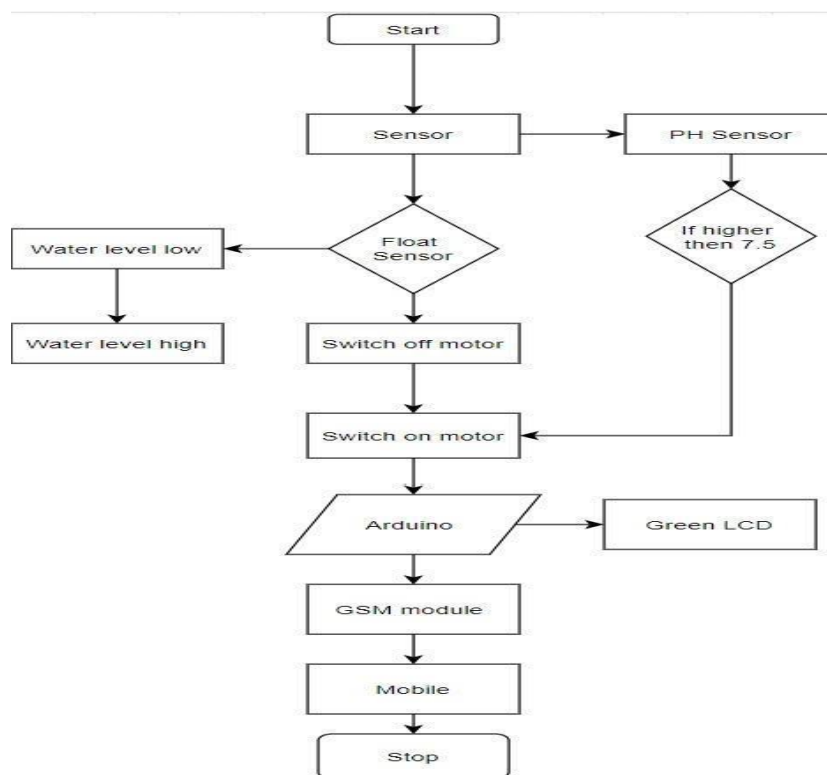 Start
Sensor
PH Sensor
Float
Sensor
If higher
then 7.5
Water level low
Water level high
Switch off motor
Switch on motor
Arduino
Green LCD
GSM module
Mobile
Stop